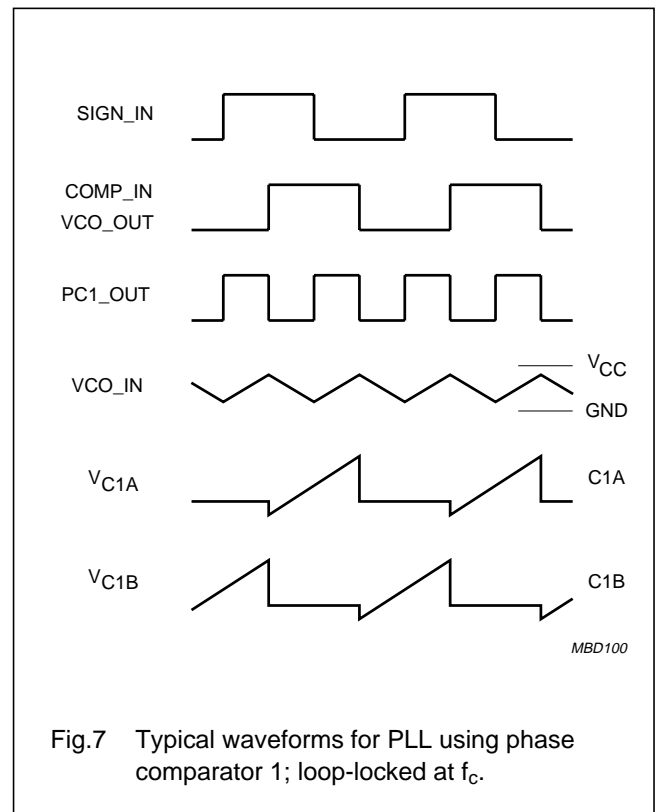 SIGN_IN
COMP_IN
VCO_OUT
PC1_OUT
VCO_IN
VCC
GND
VC1A
C1A
VC1B
C1B
MBD100
Fig.7 Typical waveforms for PLL using phase
comparator 1; loop-locked at fc.